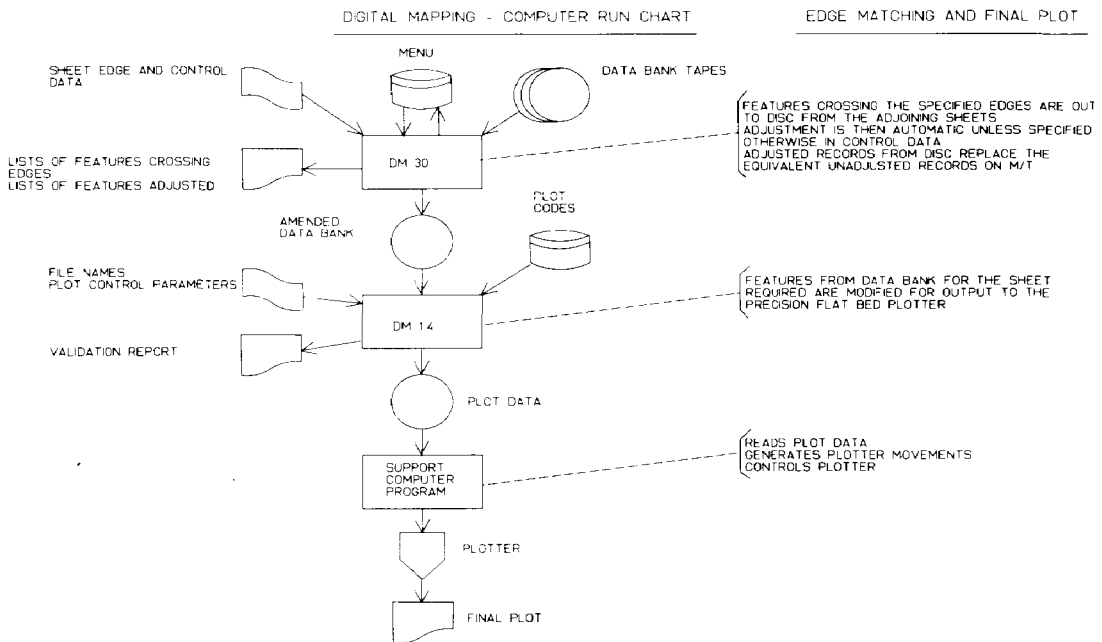 DIGITAL MAPPING - COMPUTER RUN CHART
EDGE MATCHING AND FINAL PLOT
MENU
SHEET EDGE AND CONTROL
DATA
DATA BANK TAPES
DM 30
FEATURES CROSSING THE SPECIFIED EDGES ARE OUT
TO DISC FROM THE ADJOINING SHEETS
ADJUSTMENT IS THEN AUTOMATIC UNLESS SPECIFIED
OTHERWISE IN CONTROL DATA
ADJUSTED RECORDS FROM DISC REPLACE THE
EQUIVALENT UNADJUSTED RECORDS ON M/T
LISTS OF FEATURES CROSSING
EDGES
LISTS OF FEATURES ADJUSTED
PLOT
CODES
AMENDED
DATA BANK
FILE NAMES
PLOT CONTROL PARAMETERS
DM 14
FEATURES FROM DATA BANK FOR THE SHEET
REQUIRED ARE MODIFIED FOR OUTPUT TO THE
PRECISION FLAT BED PLOTTER
VALIDATION REPORT
PLOT DATA
SUPPORT
COMPUTER
PROGRAM
READS PLOT DATA
GENERATES PLOTTER MOVEMENTS
CONTROLS PLOTTER
PLOTTER
FINAL PLOT